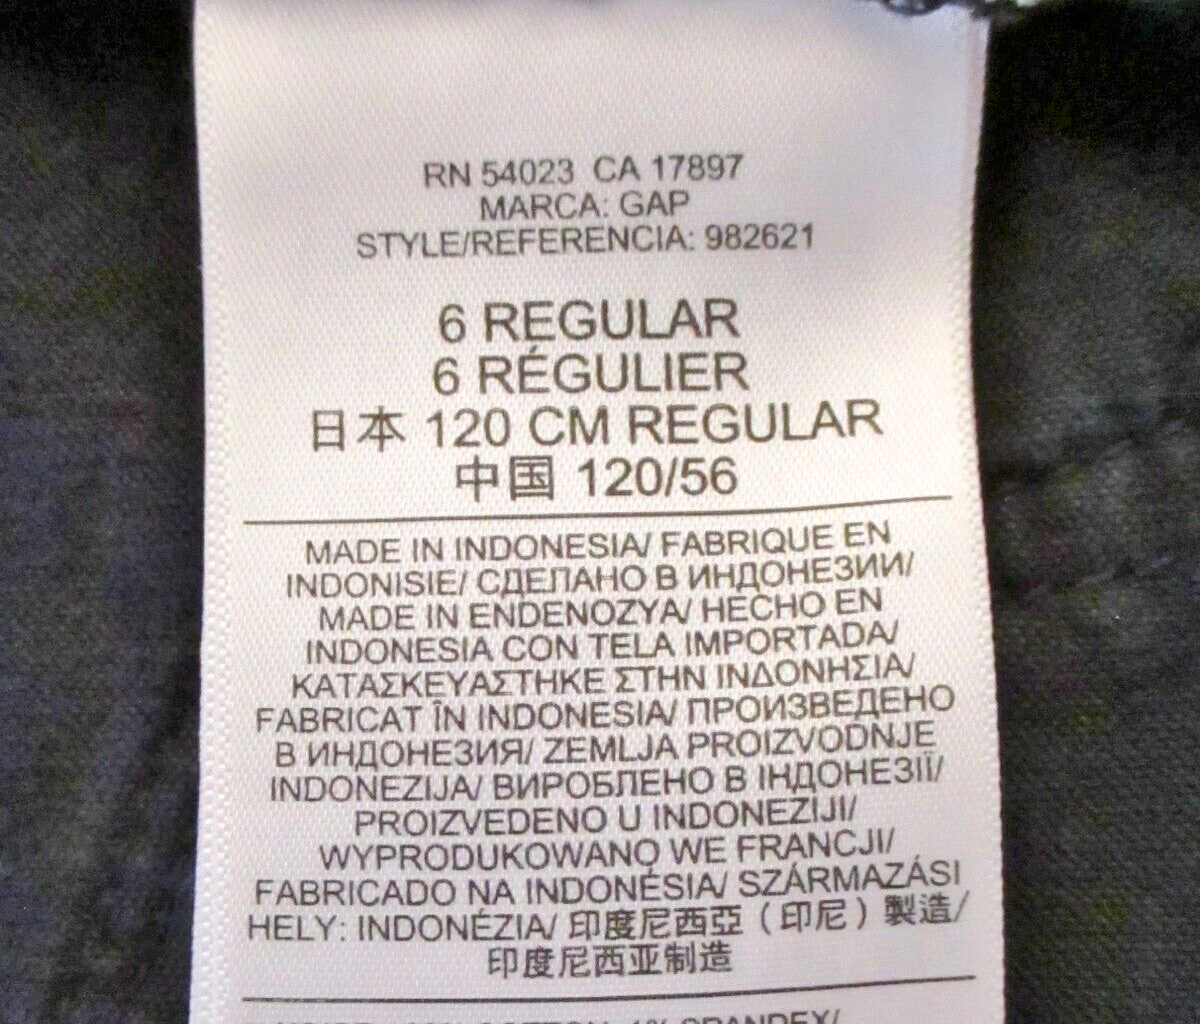 RN 54023 CA 17897
MARCA: GAP
STYLE/REFERENCIA: 982621
6 REGULAR
6 RÉGULIER
日本 120 CM REGULAR
中国 120/56
MADE IN INDONESIA/ FABRIQUE EN
INDONISIE/ СДЕЛАНО В ИНДОНЕЗИИ/
MADE IN ENDENOZYA/ HECHO EN
INDONESIA CON TELA IMPORTADA/
ΚΑΤΑΣΚΕΥΑΣΤΗΚΕ ΣΤΗΝ ΙΝΔΟΝΗΣΙΑ/
FABRICAT ÎN INDONESIA/ ПРОИЗВЕДЕНО
В ИНДОНЕЗИЯ/ ZEMLJA PROIZVODNJE
INDONEZIJA/ ВИРОБЛЕНО В ІНДОНЕЗІЇ/
PROIZVEDENO U INDONEZIJI/
WYPRODUKOWANO WE FRANCJI/
FABRICADO NA INDONÉSIA/ SZÁRMAZÁSI
HELY: INDONÉZIA/ 印度尼西亞（印尼）製造/
印度尼西亚制造
COTTON, 1% SPANDEX/